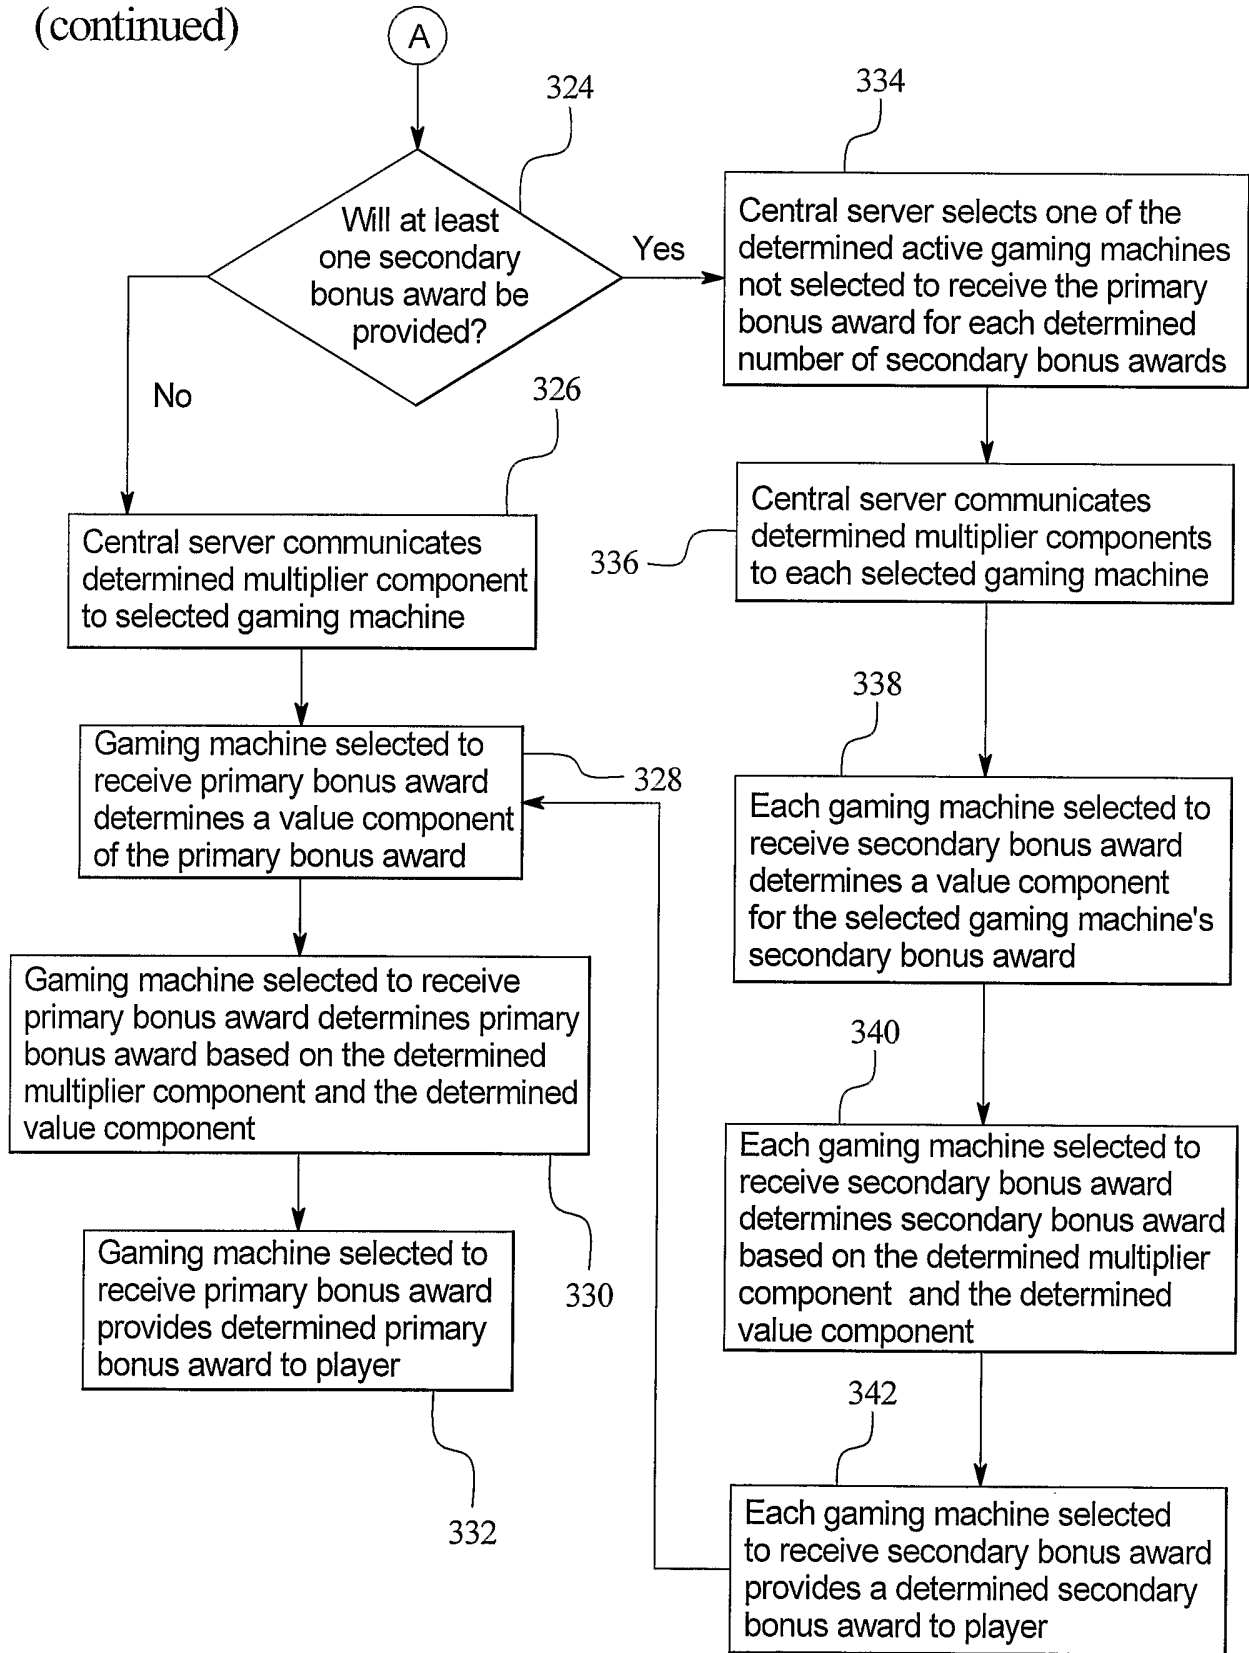 (continued)
A
324
Will at least
one secondary
bonus award be
provided?
Yes
No
334
Central server selects one of the
determined active gaming machines
not selected to receive the primary
bonus award for each determined
number of secondary bonus awards
326
Central server communicates
determined multiplier component
to selected gaming machine
336
Central server communicates
determined multiplier components
to each selected gaming machine
328
Gaming machine selected to
receive primary bonus award
determines a value component
of the primary bonus award
338
Each gaming machine selected to
receive secondary bonus award
determines a value component
for the selected gaming machine's
secondary bonus award
Gaming machine selected to receive
primary bonus award determines primary
bonus award based on the determined
multiplier component and the determined
value component
330
340
Each gaming machine selected to
receive secondary bonus award
determines secondary bonus award
based on the determined multiplier
component and the determined
value component
Gaming machine selected to
receive primary bonus award
provides determined primary
bonus award to player
332
342
Each gaming machine selected
to receive secondary bonus award
provides a determined secondary
bonus award to player